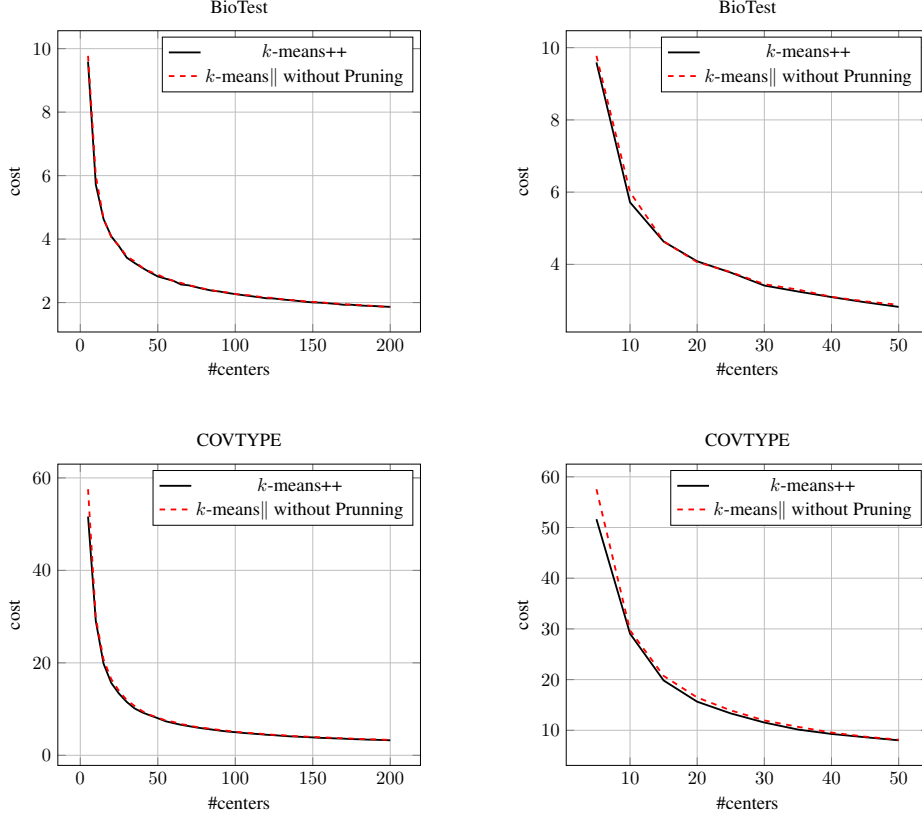 BioTest
k-means++
k-means|| without Pruning
10
8
6
4
2
cost
0
50
100
150
200
#centers
BioTest
k-means++
k-means|| without Prunning
10
8
6
4
cost
10
20
30
40
50
#centers
COVTYPE
k-means++
k-means|| without Prunning
60
40
20
0
cost
0
50
100
150
200
#centers
COVTYPE
k-means++
k-means|| without Prunning
60
50
40
30
20
10
cost
10
20
30
40
50
#centers